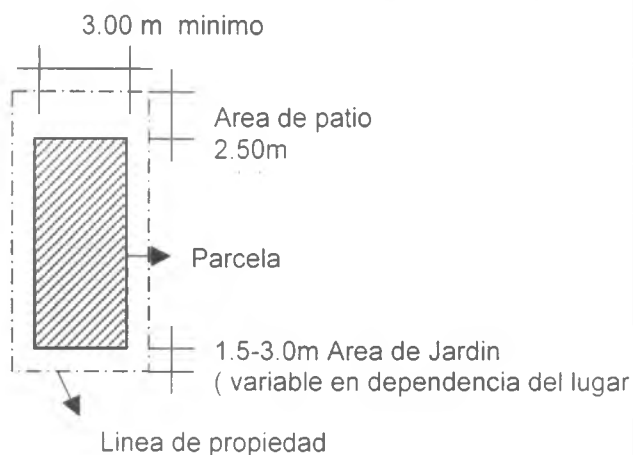 3.00 m minimo
Area de patio
2.50m
Parcela
1.5-3.0m Area de Jardin
( variable en dependencia del lugar
Linea de propiedad